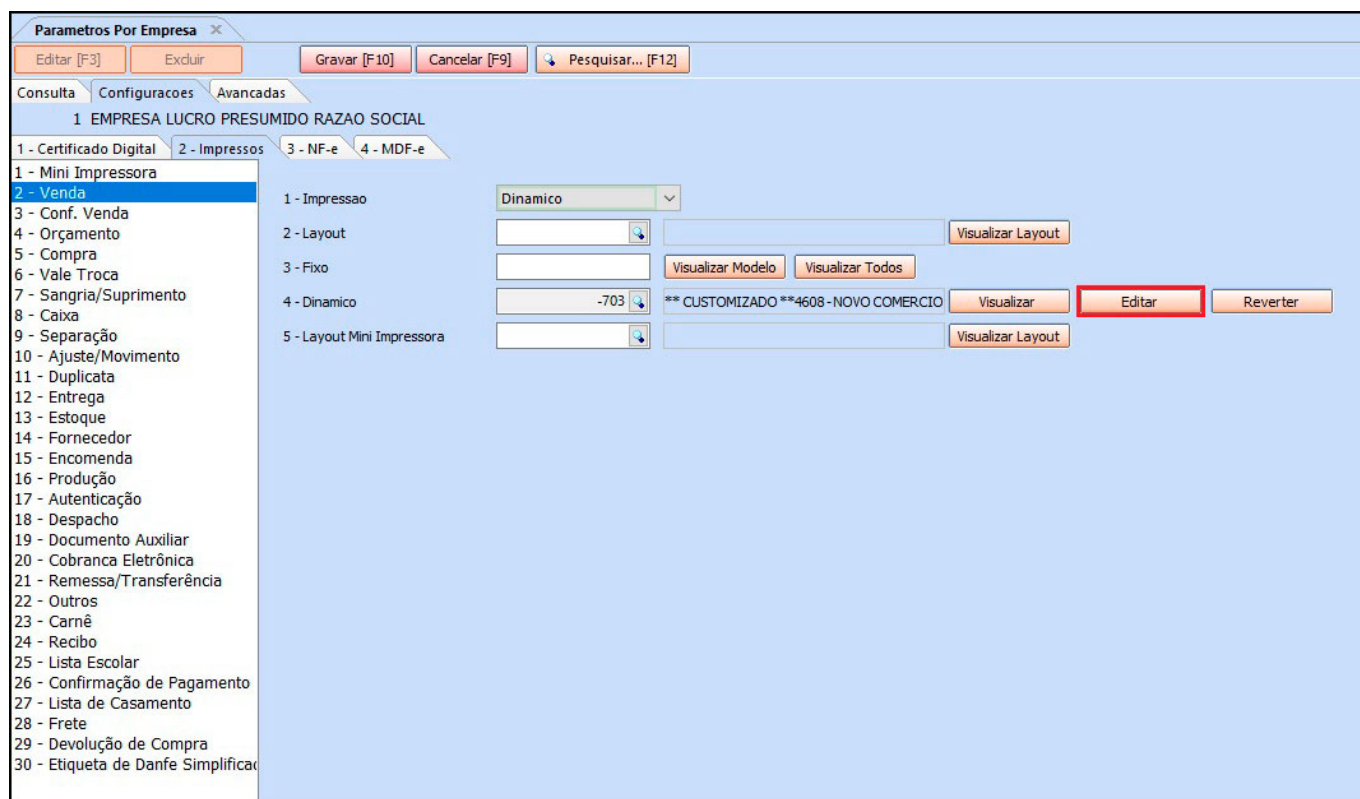 Parametros Por Empresa
Editar [F3] Excluir Gravar [F10] Cancelar [F9] Pesquisar... [F12]
Consulta Configuracoes Avancadas
1 EMPRESA LUCRO PRESUMIDO RAZAO SOCIAL
1 - Certificado Digital 2 - Impressos 3 - NF-e 4 - MDF-e
1 - Mini Impressora
2 - Venda
3 - Conf. Venda
4 - Orçamento
5 - Compra
6 - Vale Troca
7 - Sangria/Suprimento
8 - Caixa
9 - Separação
10 - Ajuste/Movimento
11 - Duplicata
12 - Entrega
13 - Estoque
14 - Fornecedor
15 - Encomenda
16 - Produção
17 - Autenticação
18 - Despacho
19 - Documento Auxiliar
20 - Cobranca Eletrônica
21 - Remessa/Transferência
22 - Outros
23 - Carnê
24 - Recibo
25 - Lista Escolar
26 - Confirmação de Pagamento
27 - Lista de Casamento
28 - Frete
29 - Devolução de Compra
30 - Etiqueta de Danfe Simplificac
1 - Impressao Dinamico
2 - Layout Visualizar Layout
3 - Fixo Visualizar Modelo Visualizar Todos
4 - Dinamico -703 ** CUSTOMIZADO **4608 - NOVO COMERCIO Visualizar Editar Reverter
5 - Layout Mini Impressora Visualizar Layout